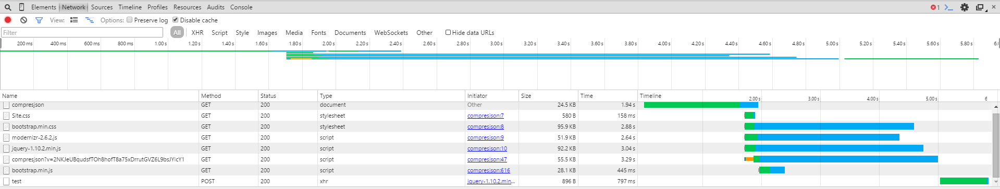 Elements Network Sources Timeline Profiles Resources Audits Console 1
View: Options: Preserve log Disable cache
Filter All XHR Script Style Images Media Fonts Documents WebSockets Other Hide data URLs
200 ms 400 ms 600 ms 800 ms 1.00 s 1.20 s 1.40 s 1.60 s 1.80 s 2.00 s 2.20 s 2.40 s 2.60 s 2.80 s 3.00 s 3.20 s 3.40 s 3.60 s 3.80 s 4.00 s 4.20 s 4.40 s 4.60 s 4.80 s 5.00 s 5.20 s 5.40 s 5.60 s 5.80 s 6.0
Name Method Status Type Initiator Size Time Timeline 2.00 s 3.00 s 4.00 s 5.00 s 6
compresjson GET 200 document Other 24.5 KB 1.94 s
Site.css GET 200 stylesheet compresjson:7 580 B 158 ms
bootstrap.min.css GET 200 stylesheet compresjson:8 95.9 KB 2.88 s
modernizr-2.6.2.js GET 200 script compresjson:9 51.9 KB 2.64 s
jquery-1.10.2.min.js GET 200 script compresjson:10 92.2 KB 3.04 s
GET 200 script compresjson:47 55.5 KB 3.29 s
bootstrap.min.js GET 200 script compresjson:616 28.1 KB 445 ms
test POST 200 xhr jquery-1.10.2.min,... 896 B 797 ms